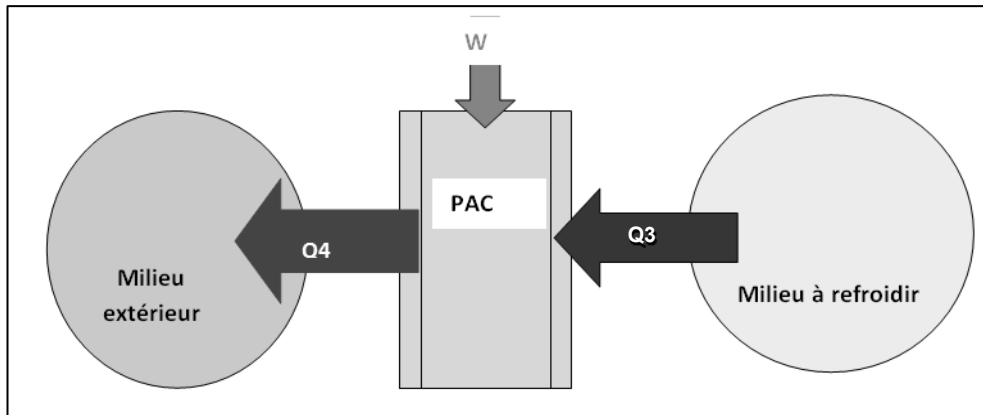 W
PAC
Q4
Q3
Milieu
extérieur
Milieu à refroidir